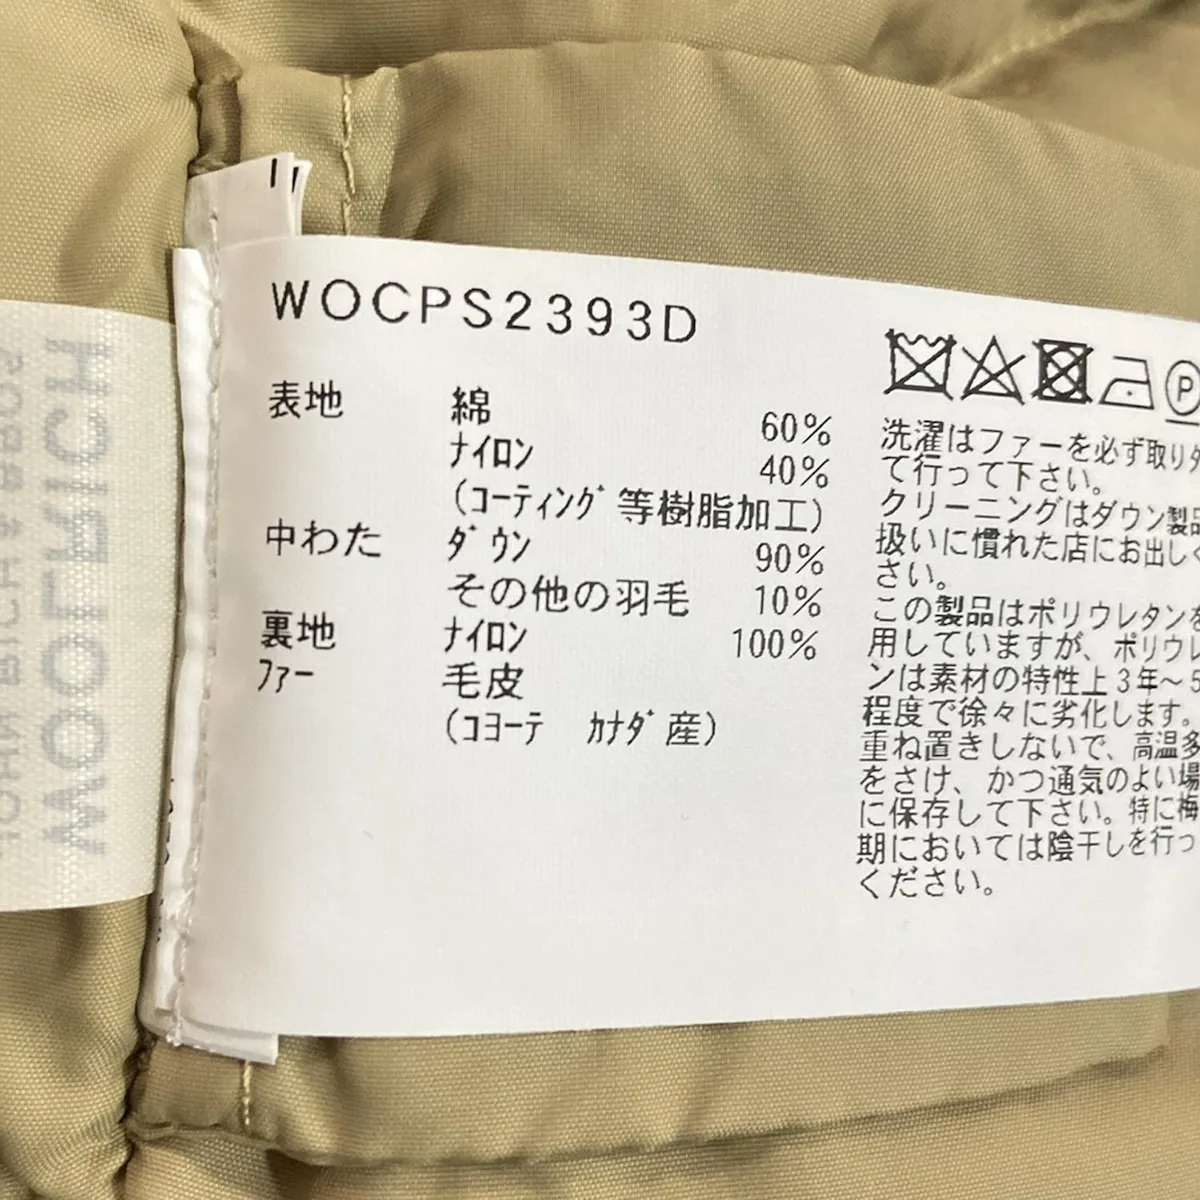 WOCPS2393D
表地 綿 60%
ナイロン 40%
(コーティング等樹脂加工)
中わた ダウン 90%
その他の羽毛 10%
裏地 ナイロン 100%
ファー 毛皮
(コヨーテ カナダ産)
P
洗濯はファーを必ず取り外
て行って下さい。
クリーニングはダウン製品
扱いに慣れた店にお出しく
さい。
この製品はポリウレタンを
用していますが、ポリウレ
ンは素材の特性上3年～5
程度で徐々に劣化します。
重ね置きしないで、高温多
をさけ、かつ通気のよい場
に保存して下さい。特に梅
期においては陰干しを行っ
ください。
WOOLRICH
JOHN RICH & BROS